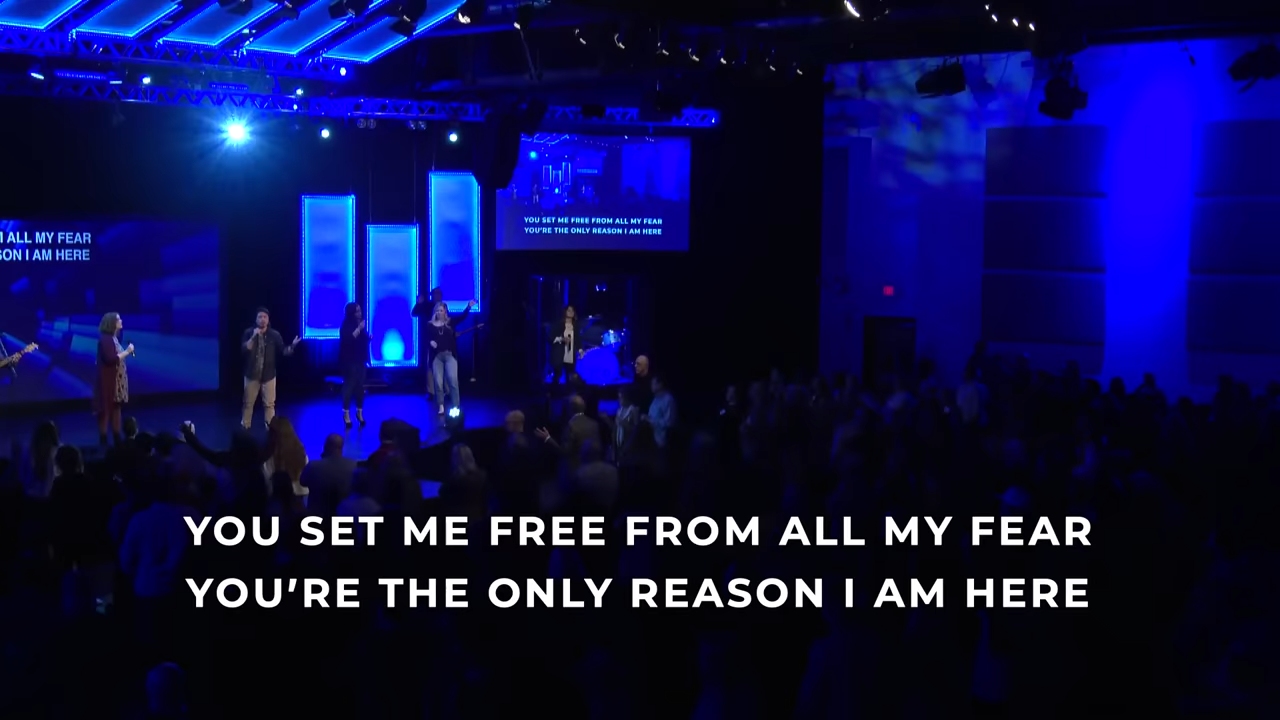 M ALL MY FEAR
SON I AM HERE
YOU SET ME FREE FROM ALL MY FEAR
YOU'RE THE ONLY REASON I AM HERE
YOU SET ME FREE FROM ALL MY FEAR
YOU'RE THE ONLY REASON I AM HERE